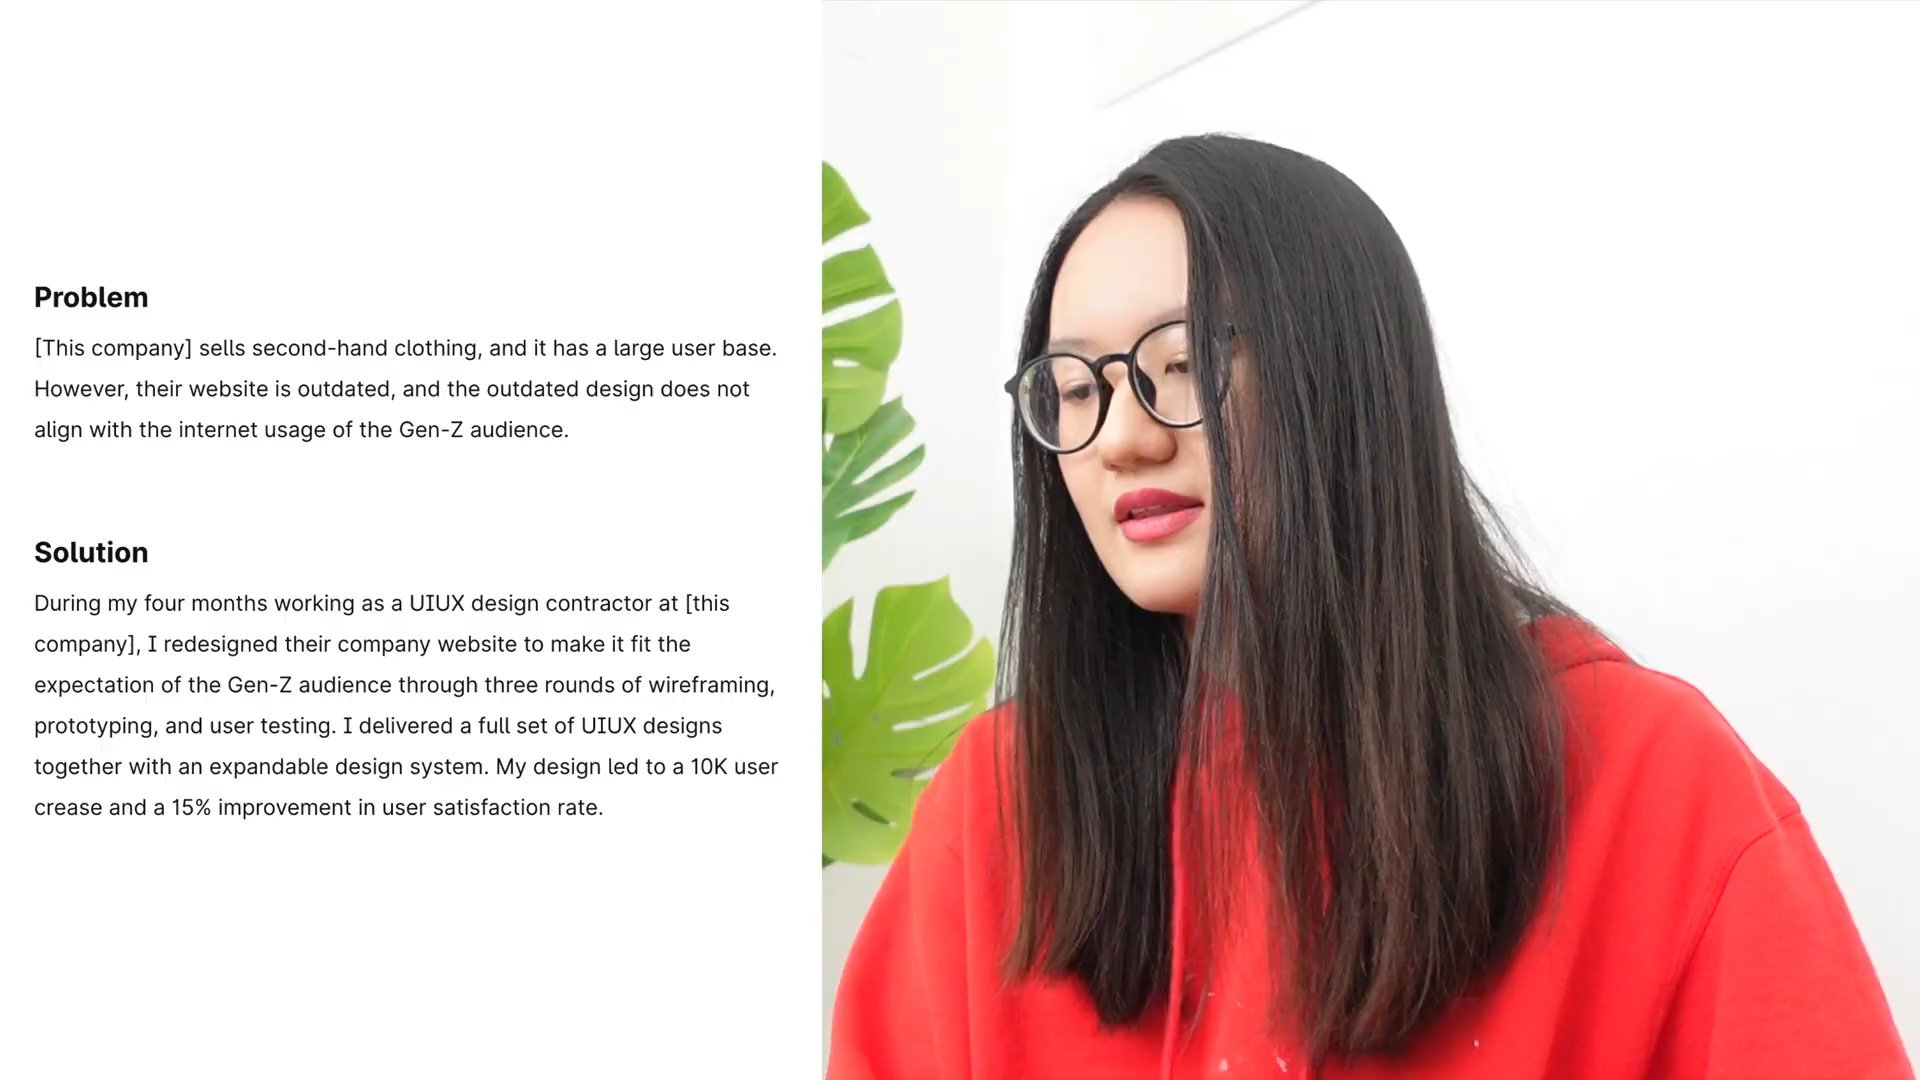 Problem
[This company] sells second-hand clothing, and it has a large user base.
However, their website is outdated, and the outdated design does not
align with the internet usage of the Gen-Z audience.
Solution
During my four months working as a UIUX design contractor at [this
company], I redesigned their company website to make it fit the
expectation of the Gen-Z audience through three rounds of wireframing,
prototyping, and user testing. I delivered a full set of UIUX designs
together with an expandable design system. My design led to a 10K user
crease and a 15% improvement in user satisfaction rate.